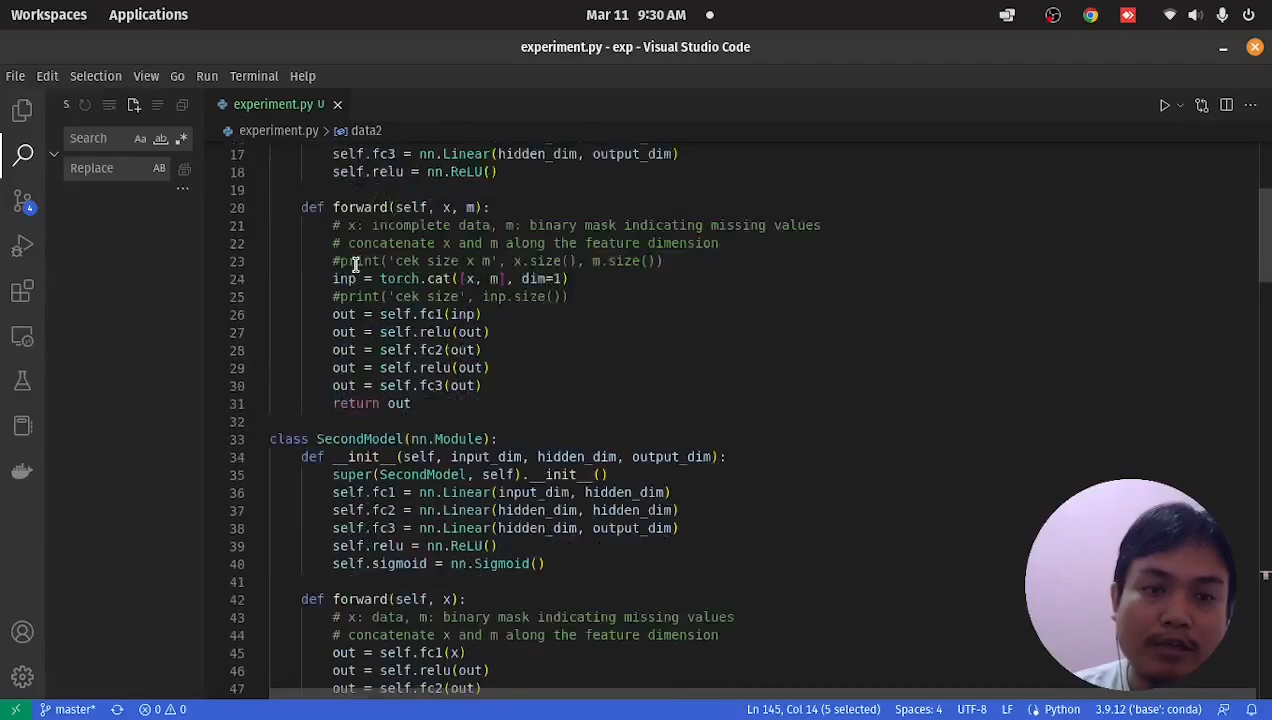 Workspaces Applications Mar 11 9:30 AM
experiment.py - exp - Visual Studio Code
File Edit Selection View Go Run Terminal Help
S experiment.py U
experiment.py > data2
Search Aa ab
Replace AB
4
17 self.fc3 = nn.Linear(hidden_dim, output_dim)
18 self.relu = nn.ReLU()
19
20 def forward(self, x, m):
21 # x: incomplete data, m: binary mask indicating missing values
22 # concatenate x and m along the feature dimension
23 #print('cek size x m', x.size(), m.size())
24 inp = torch.cat([x, m], dim=1)
25 #print('cek size', inp.size())
26 out = self.fc1(inp)
27 out = self.relu(out)
28 out = self.fc2(out)
29 out = self.relu(out)
30 out = self.fc3(out)
31 return out
32
33 class SecondModel(nn.Module):
34 def __init__(self, input_dim, hidden_dim, output_dim):
35 super(SecondModel, self).__init__()
36 self.fc1 = nn.Linear(input_dim, hidden_dim)
37 self.fc2 = nn.Linear(hidden_dim, hidden_dim)
38 self.fc3 = nn.Linear(hidden_dim, output_dim)
39 self.relu = nn.ReLU()
40 self.sigmoid = nn.Sigmoid()
41
42 def forward(self, x):
43 # x: data, m: binary mask indicating missing values
44 # concatenate x and m along the feature dimension
45 out = self.fc1(x)
46 out = self.relu(out)
47 out = self.fc2(out)
master* 0 0 Ln 145, Col 14 (5 selected) Spaces: 4 UTF-8 LF Python 3.9.12 ('base': conda)